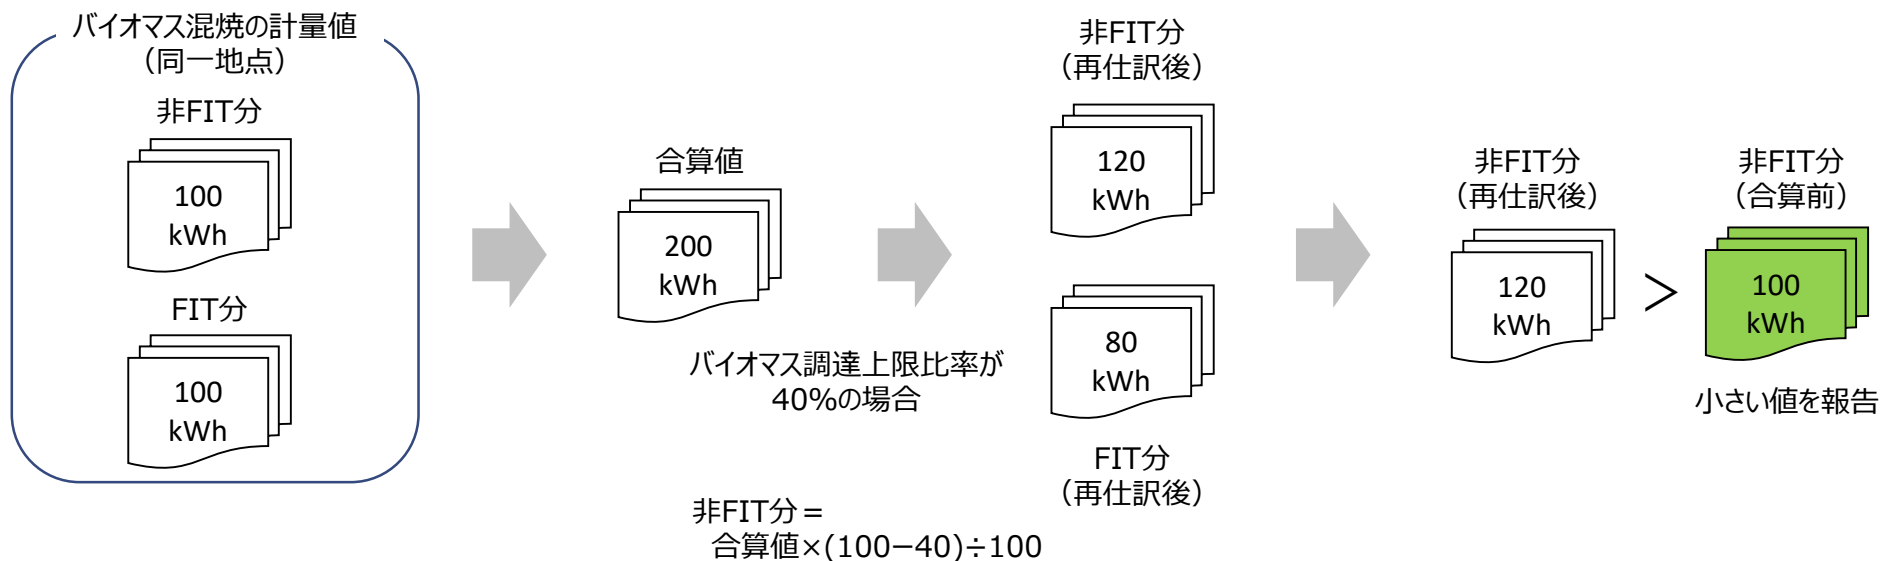 バイオマス混焼の計量値
（同一地点）
非FIT分
100
kWh
FIT分
100
kWh
合算値
200
kWh
バイオマス調達上限比率が
40%の場合
非FIT分＝
合算値×(100−40)÷100
非FIT分
（再仕訳後）
120
kWh
80
kWh
FIT分
（再仕訳後）
非FIT分
（再仕訳後）
120
kWh
＞
非FIT分
（合算前）
100
kWh
小さい値を報告